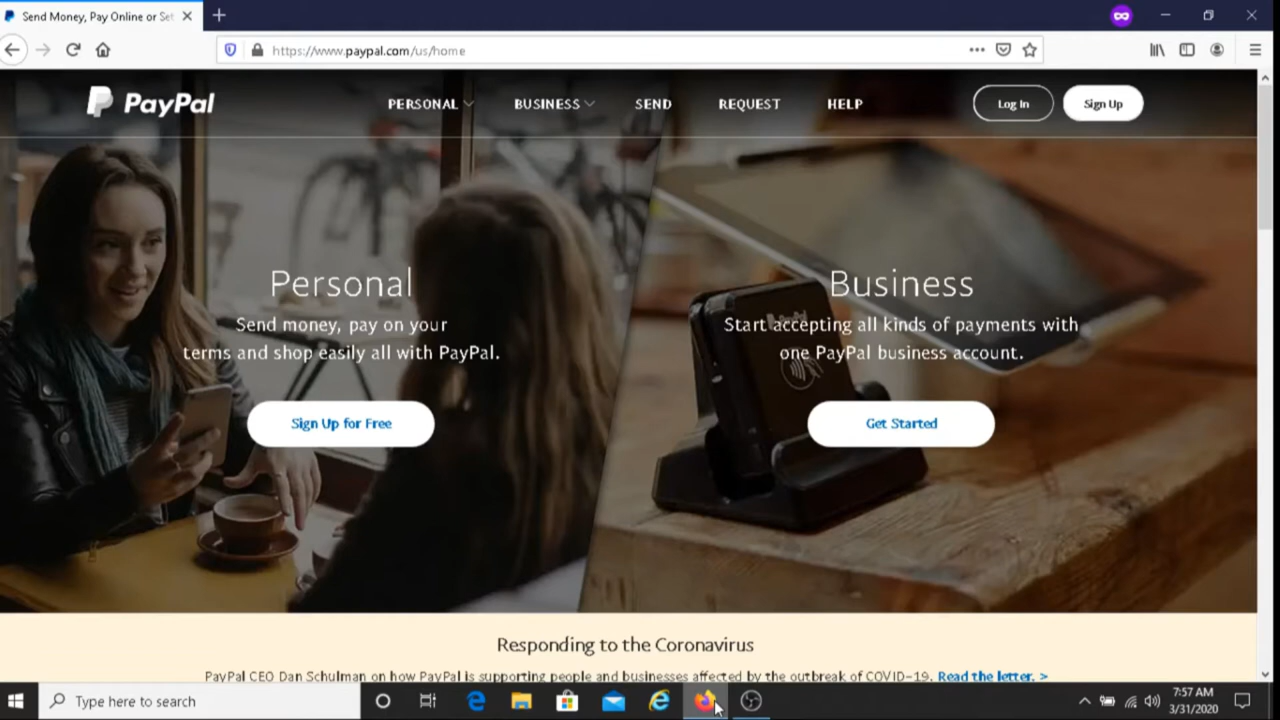 Send Money, Pay Online or Set
https://www.paypal.com/us/home
PayPal
PERSONAL
BUSINESS
SEND
REQUEST
HELP
Log In
Sign Up
Personal
Send money, pay on your
terms and shop easily all with PayPal.
Sign Up for Free
Business
Start accepting all kinds of payments with
one PayPal business account.
Get Started
Responding to the Coronavirus
PayPal CEO Dan Schulman on how PayPal is supporting people and businesses affected by the outbreak of COVID-19. Read the letter. >
Type here to search
7:57 AM
3/31/2020